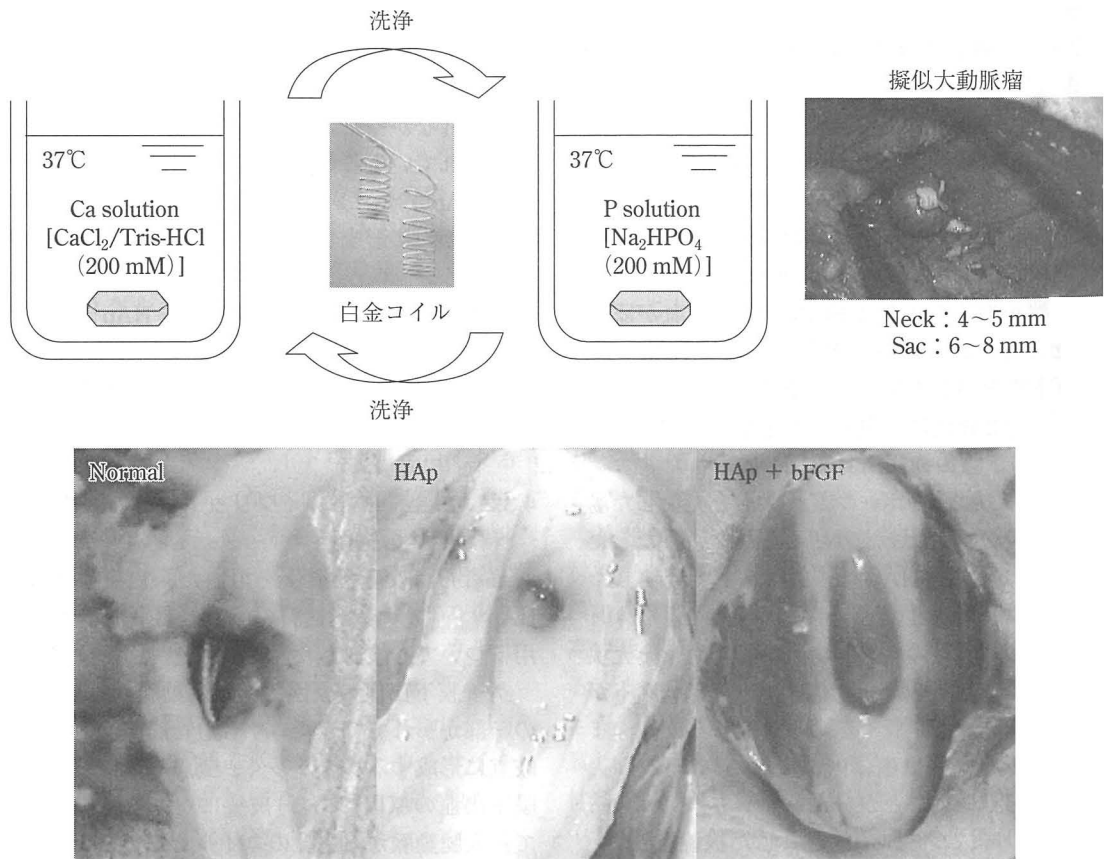 洗浄
37℃
Ca solution
[CaCl₂/Tris-HCl
(200 mM)]
白金コイル
37℃
P solution
[Na₂HPO₄
(200 mM)]
洗浄
擬似大動脈瘤
Neck：4～5 mm
Sac：6～8 mm
Normal
HAp
HAp + bFGF